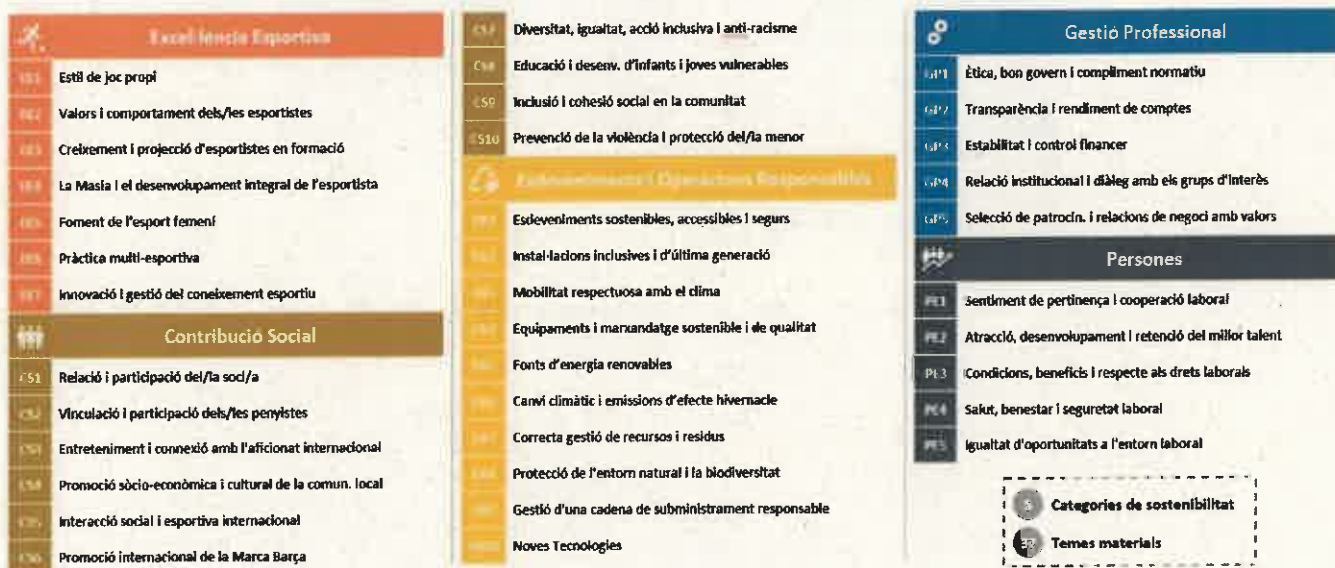 Excel·lència Esportiva
Estil de joc propi
Valors i comportament dels/les esportistes
Creixement i projecció d'esportistes en formació
La Masia i el desenvolupament integral de l'esportista
Foment de l'esport femení
Pràctica multi-esportiva
Innovació i gestió del coneixement esportiu
Contribució Social
CS1 Relació i participació del/la soci/a
CS2 Vinculació i participació dels/les penyistes
CS3 Entreteniment i connexió amb l'aficionat internacional
CS4 Promoció sòcio-econòmica i cultural de la comun. local
CS5 Interacció social i esportiva internacional
CS6 Promoció internacional de la Marca Barça
CS7 Diversitat, igualtat, acció inclusiva i anti-racisme
CS8 Educació i desenv. d'infants i joves vulnerables
CS9 Inclusió i cohesió social en la comunitat
CS10 Prevenció de la violència i protecció del/la menor
Esdeveniments i Operacions Responsables
Esdeveniments sostenibles, accessibles i segurs
Instal·lacions inclusives i d'última generació
Mobilitat respectuosa amb el clima
Equipaments i marxandatge sostenible i de qualitat
Fonts d'energia renovables
Canvi climàtic i emissions d'efecte hivernacle
Correcta gestió de recursos i residus
Protecció de l'entorn natural i la biodiversitat
Gestió d'una cadena de subministrament responsable
Noves Tecnologies
Gestió Professional
GP1 Ètica, bon govern i compliment normatiu
GP2 Transparència i rendiment de comptes
GP3 Estabilitat i control financer
GP4 Relació institucional i diàleg amb els grups d'interès
GP5 Selecció de patrocin. i relacions de negoci amb valors
Persones
PE1 Sentiment de pertinença i cooperació laboral
PE2 Atracció, desenvolupament i retenció del millor talent
PE3 Condicions, beneficis i respecte als drets laborals
PE4 Salut, benestar i seguretat laboral
PE5 Igualtat d'oportunitats a l'entorn laboral
5 Categories de sostenibilitat
37 Temes materials